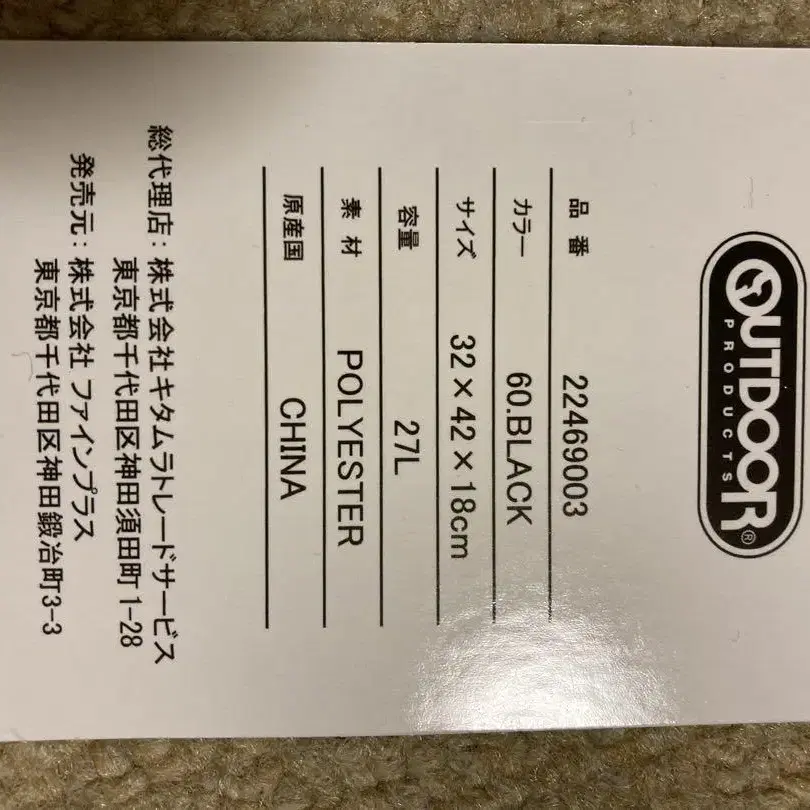 OUTDOOR®
PRODUCTS
品番 22469003
カラー 60.BLACK
サイズ 32×42×18cm
容量 27L
素材 POLYESTER
原産国 CHINA
総代理店：株式会社キタムラトレードサービス
東京都千代田区神田須田町1-28
発売元：株式会社 ファインプラス
東京都千代田区神田鍛冶町3-3